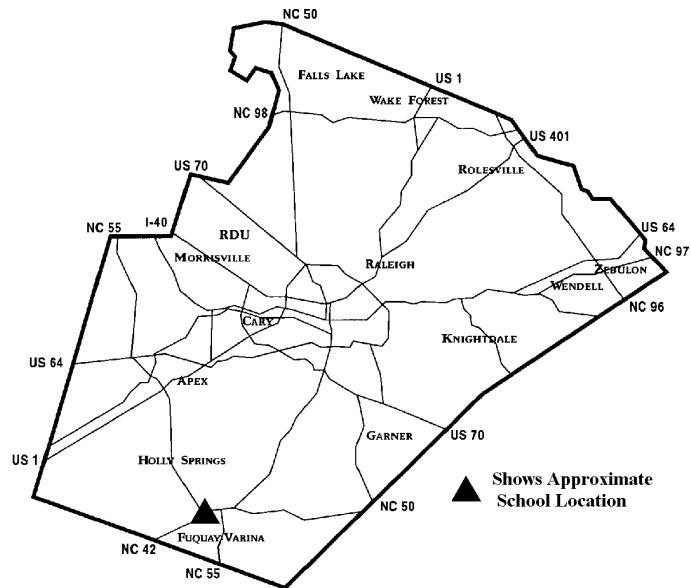 NC 50
FALLS LAKE
US 1
WAKE FOREST
NC 98
US 401
US 70
ROLESVILLE
NC 55
I-40
RDU
US 64
MORRISVILLE
NC 97
RALEIGH
ZEBULON
WENDELL
NC 96
CARY
KNIGHTDALE
US 64
APEX
GARNER
US 70
US 1
HOLLY SPRINGS
Shows Approximate
School Location
NC 50
FUQUAY VARINA
NC 42
NC 55